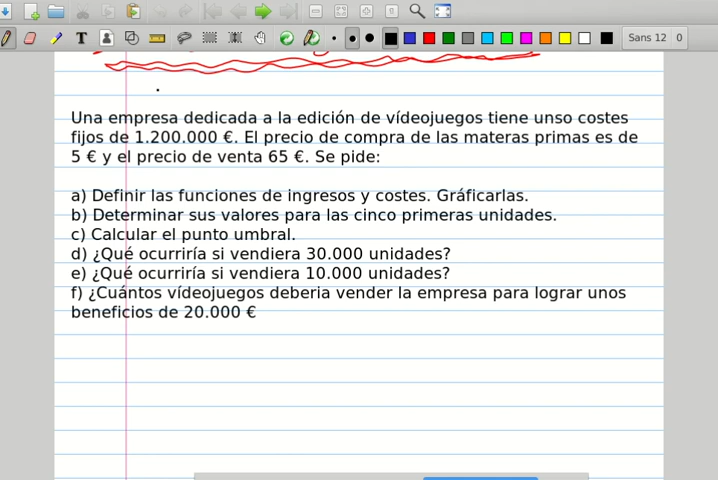 T
Sans 12 0
Una empresa dedicada a la edición de vídeojuegos tiene unso costes
fijos de 1.200.000 €. El precio de compra de las materas primas es de
5 € y el precio de venta 65 €. Se pide:
a) Definir las funciones de ingresos y costes. Gráficarlas.
b) Determinar sus valores para las cinco primeras unidades.
c) Calcular el punto umbral.
d) ¿Qué ocurriría si vendiera 30.000 unidades?
e) ¿Qué ocurriría si vendiera 10.000 unidades?
f) ¿Cuántos vídeojuegos deberia vender la empresa para lograr unos
beneficios de 20.000 €